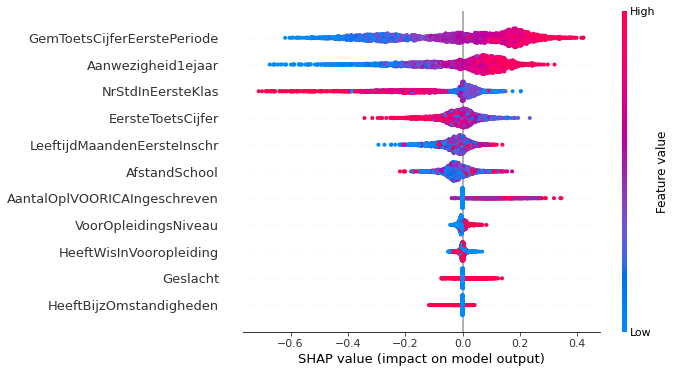 High
GemToetsCijferEerstePeriode
Aanwezigheid1ejaar
NrStdInEersteKlas
EersteToetsCijfer
LeeftijdMaandenEersteInschr
AfstandSchool
AantalOplVOORICAIngeschreven
VoorOpleidingsNiveau
HeeftWisInVooropleiding
Geslacht
HeeftBijzOmstandigheden
Feature value
Low
−0.6 −0.4 −0.2 0.0 0.2 0.4
SHAP value (impact on model output)